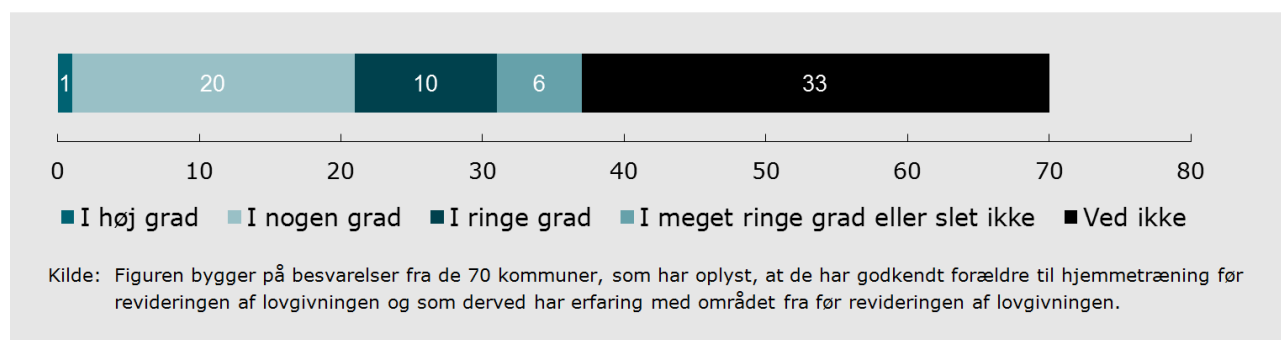 1 20 10 6 33
0 10 20 30 40 50 60 70 80
I høj grad I nogen grad I ringe grad I meget ringe grad eller slet ikke Ved ikke
Kilde: Figuren bygger på besvarelser fra de 70 kommuner, som har oplyst, at de har godkendt forældre til hjemmetræning før
revideringen af lovgivningen og som derved har erfaring med området fra før revideringen af lovgivningen.